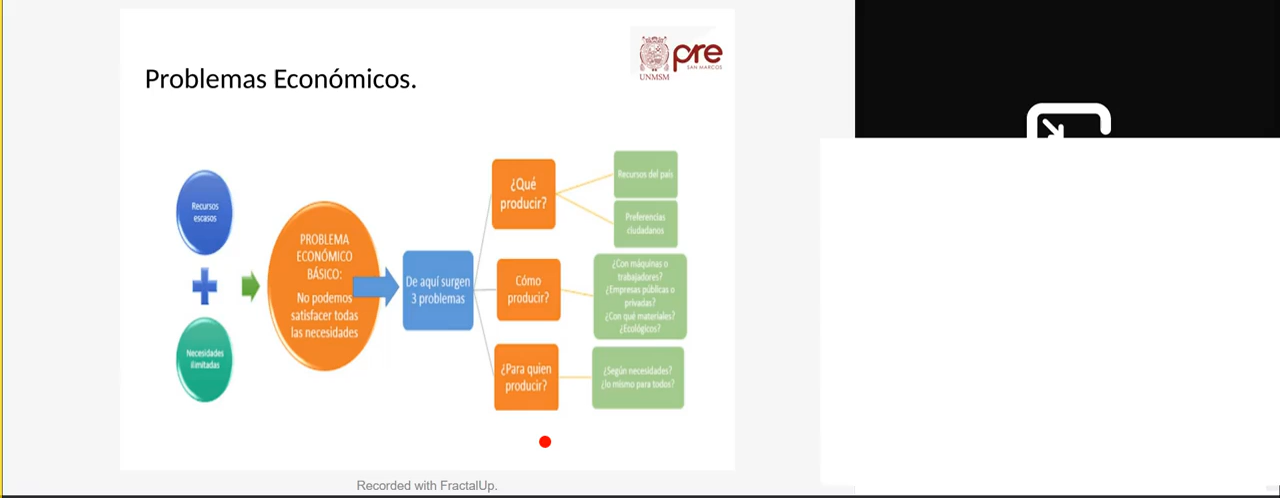 Problemas Económicos.
UNMSM
pre
SAN MARCOS
Recursos
escasos
Necesidades
ilimitadas
PROBLEMA
ECONÓMICO
BÁSICO:
No podemos
satisfacer todas
las necesidades
De aquí surgen
3 problemas
¿Qué
producir?
Recursos del país
Preferencias
ciudadanos
Cómo
producir?
¿Con máquinas o
trabajadores?
¿Empresas públicas o
privadas?
¿Con qué materiales?
¿Ecológicos?
¿Para quien
producir?
¿Según necesidades?
¿lo mismo para todos?
Recorded with FractalUp.